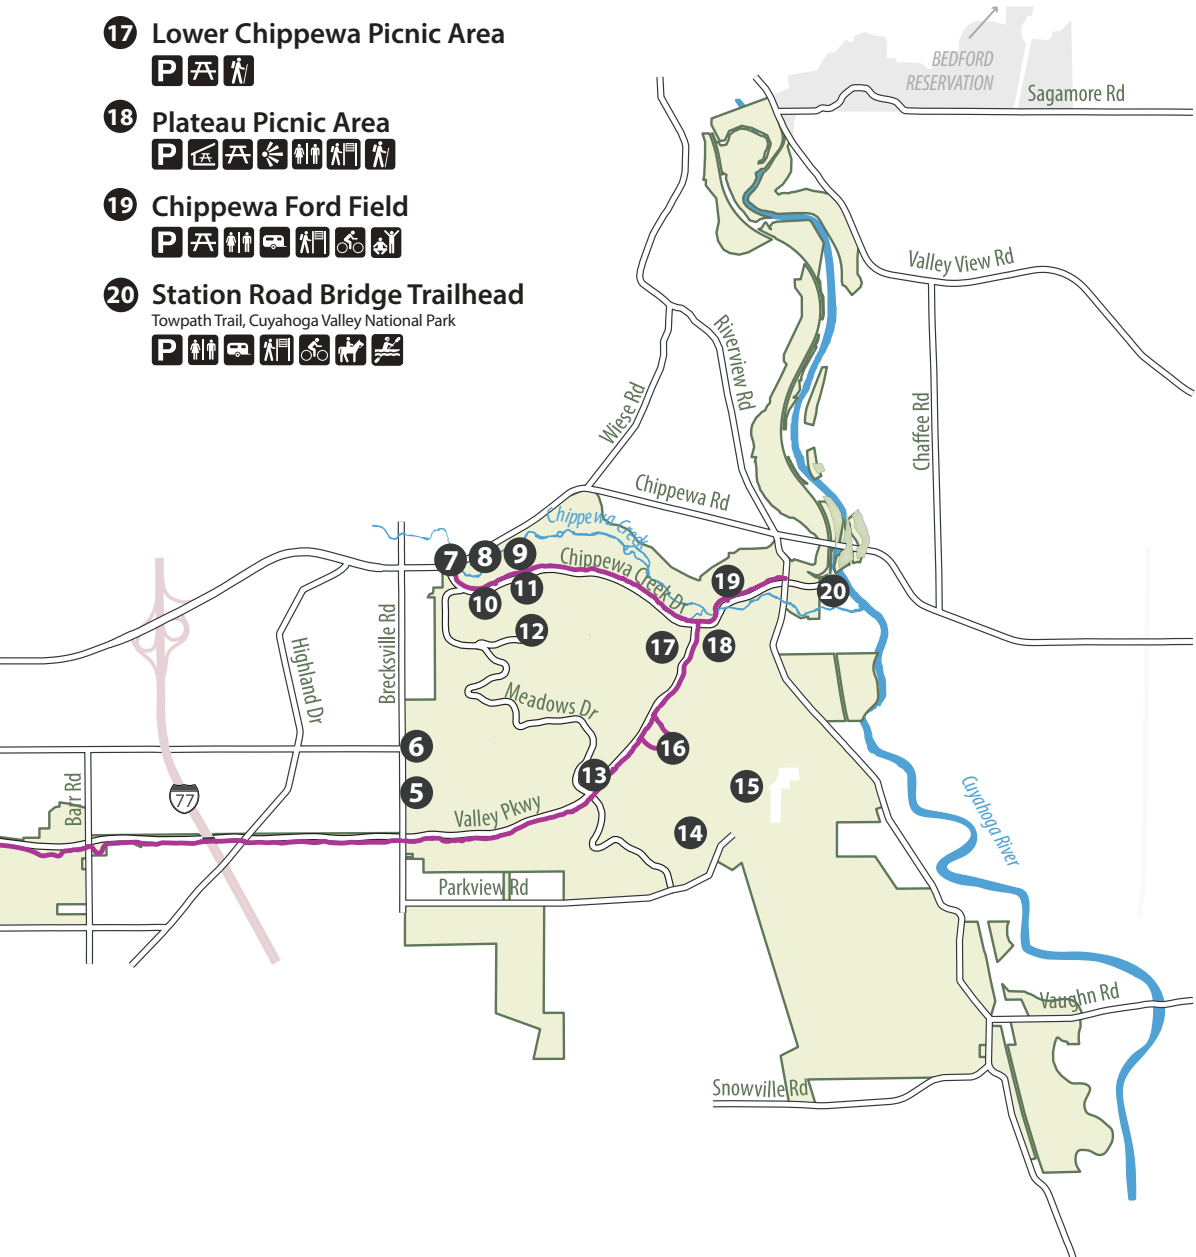 17 Lower Chippewa Picnic Area
P
18 Plateau Picnic Area
P
19 Chippewa Ford Field
P
20 Station Road Bridge Trailhead
Towpath Trail, Cuyahoga Valley National Park
P
BEDFORD
RESERVATION
Sagamore Rd
Valley View Rd
Riverview Rd
Wiese Rd
Chaffee Rd
Chippewa Rd
Chippewa Creek
Chippewa Creek Dr
7
8
9
10
11
12
19
20
17
18
Brecksville Rd
Highland Dr
Meadows Dr
6
16
13
15
5
77
Barr Rd
Valley Pkwy
14
Cuyahoga River
Parkview Rd
Vaughn Rd
Snowville Rd